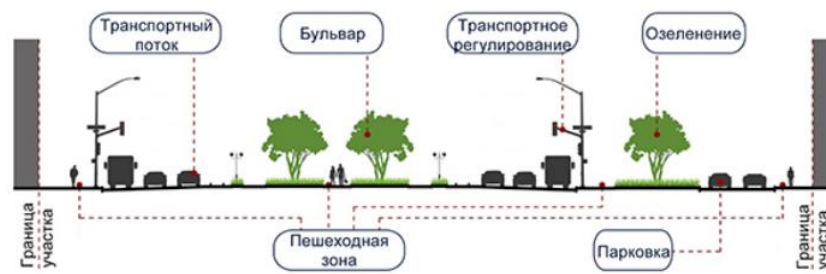 Транспортный
поток
Бульвар
Транспортное
регулирование
Озеленение
Граница
участка
Пешеходная
зона
Парковка
Граница
участка